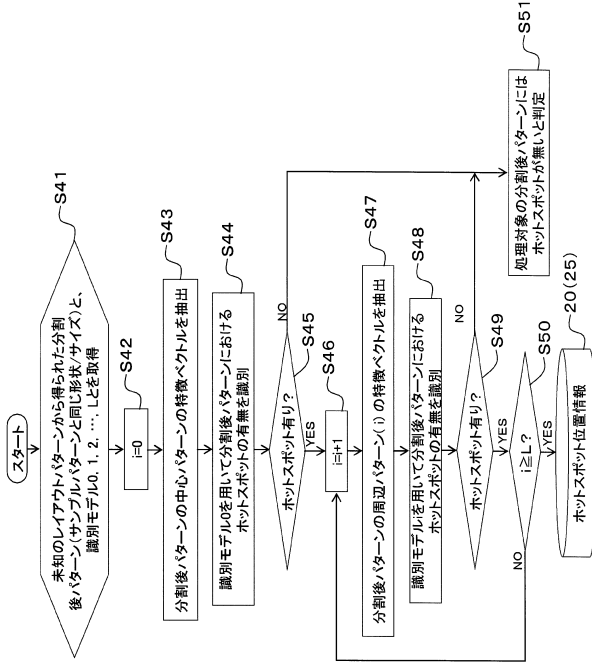 スタート
S41
未知のレイアウトパターンから得られた分割
後パターン(サンプルパターンと同じ形状/サイズ)と、
識別モデル0, 1, 2, …, Lとを取得
S42
i=0
S43
分割後パターンの中心パターンの特徴ベクトルを抽出
S44
識別モデル0を用いて分割後パターンにおける
ホットスポットの有無を識別
S45
ホットスポット有り?
NO
YES
S46
i=i+1
S47
分割後パターンの周辺パターン(i)の特徴ベクトルを抽出
S48
識別モデルiを用いて分割後パターンにおける
ホットスポットの有無を識別
S49
ホットスポット有り?
NO
YES
S50
i≧L?
NO
YES
20(25)
ホットスポット位置情報
S51
処理対象の分割後パターンには
ホットスポットが無いと判定